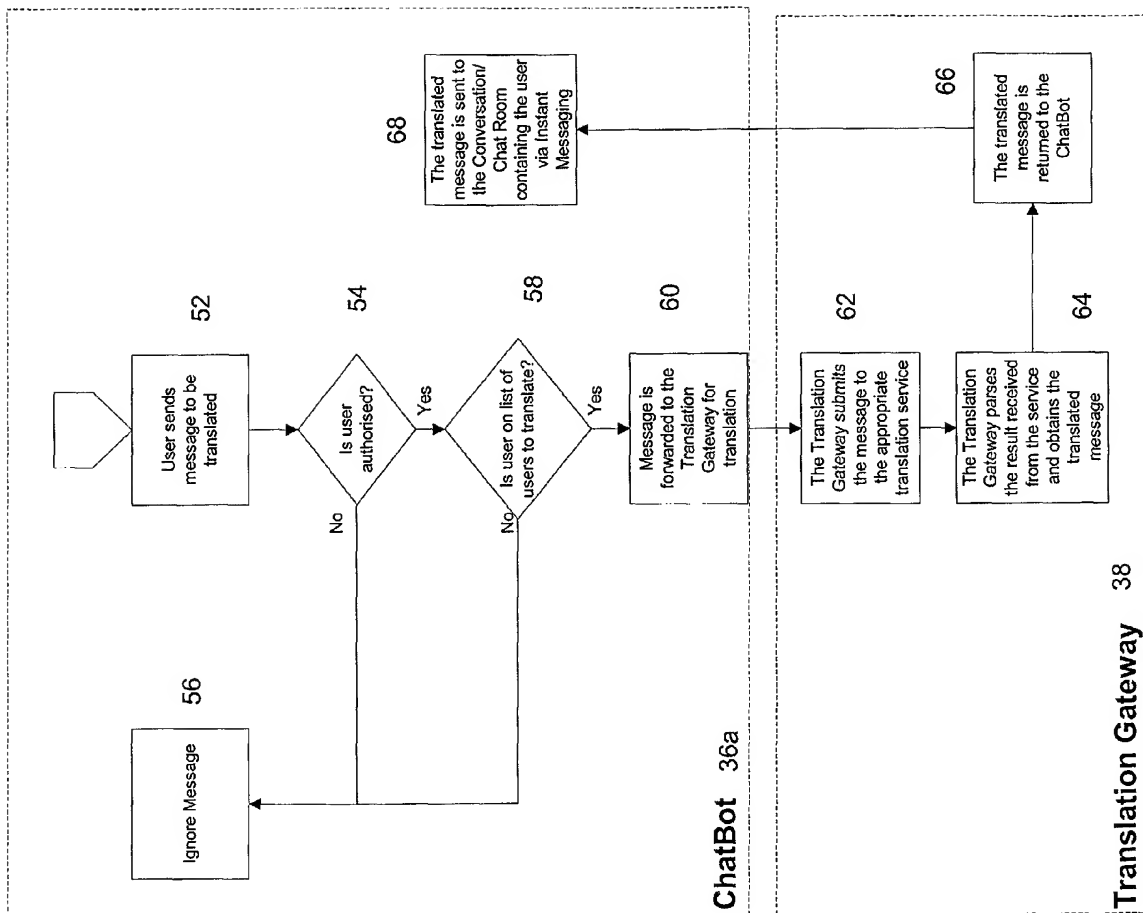 User sends
message to be
translated
52
Is user
authorised?
54
No
Yes
Ignore Message
56
Is user on list of
users to translate?
58
No
Yes
Message is
forwarded to the
Translation
Gateway for
translation
60
The translated
message is sent to
the Conversation/
Chat Room
containing the user
via Instant
Messaging
68
ChatBot 36a
The Translation
Gateway submits
the message to
the appropriate
translation service
62
The Translation
Gateway parses
the result received
from the service
and obtains the
translated
message
64
The translated
message is
returned to the
ChatBot
66
Translation Gateway 38